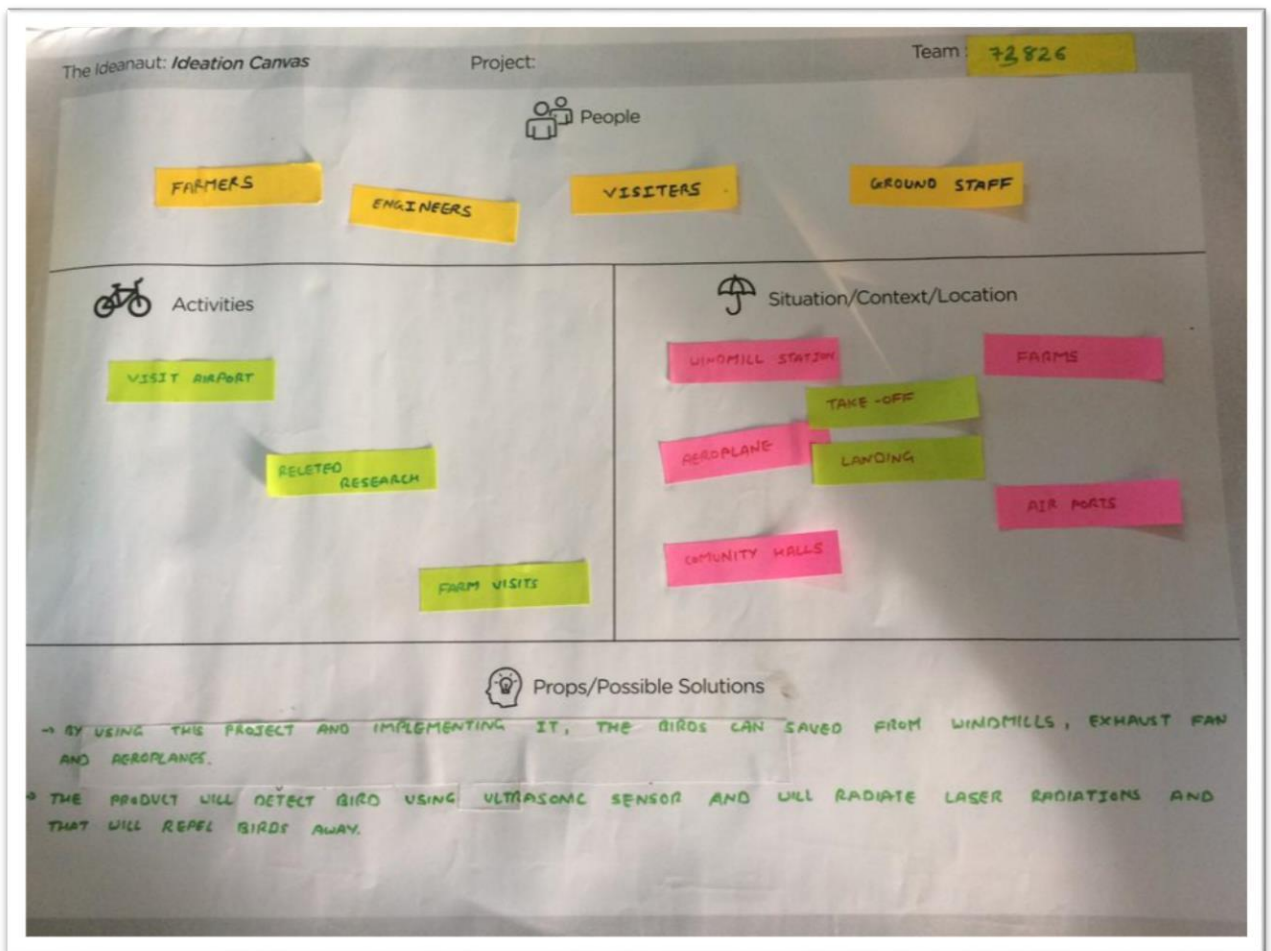 The Ideanaut: Ideation Canvas
Project:
Team: 73826
People
FARMERS
ENGINEERS
VISITERS
GROUND STAFF
Activities
VISIT AIRPORT
RELETED
RESEARCH
FARM VISITS
Situation/Context/Location
WINDMILL STATION
FARMS
TAKE-OFF
AEROPLANE
LANDING
AIR PORTS
COMUNITY HALLS
Props/Possible Solutions
→ BY USING THIS PROJECT AND IMPLEMENTING IT, THE BIRDS CAN SAVED FROM WINDMILLS, EXHAUST FAN
AND AEROPLANES.
→ THE PRODUCT WILL DETECT BIRD USING ULTRASONIC SENSOR AND WILL RADIATE LASER RADIATIONS AND
THAT WILL REPEL BIRDS AWAY.